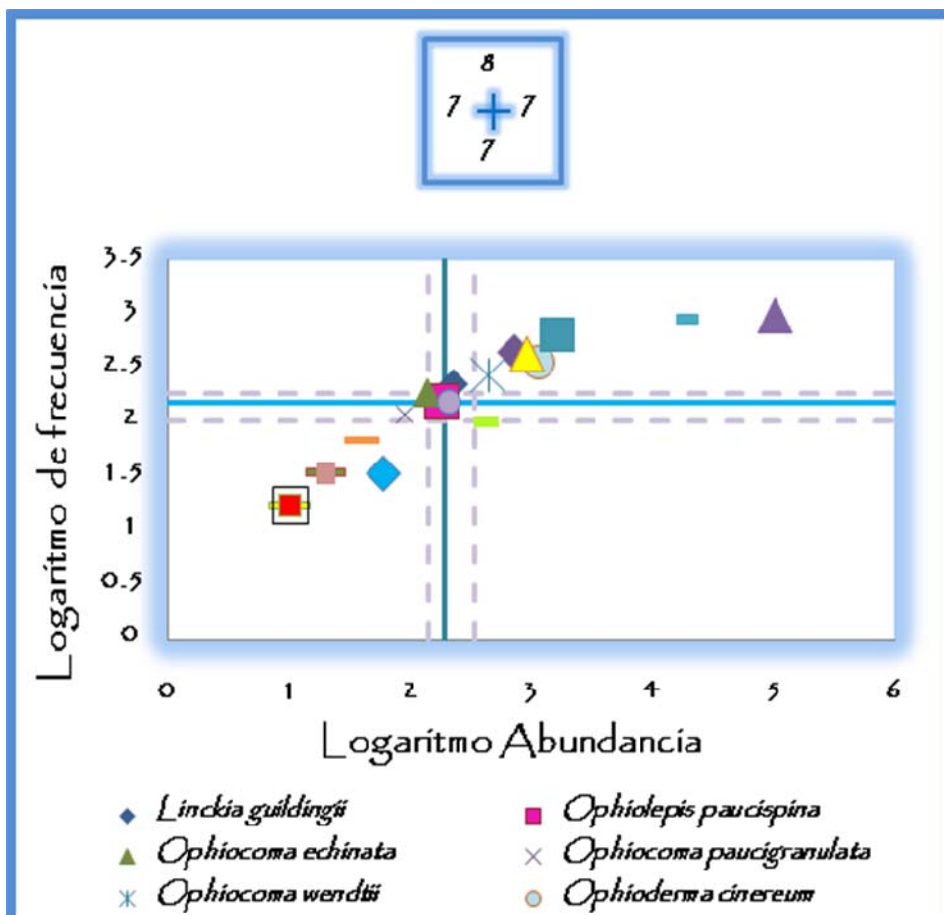 8
7 7
7
Logaritmo de frecuencia
3.5
3
2.5
2
1.5
1
0.5
0
0 1 2 3 4 5 6
Logaritmo Abundancia
Linckia guildingii Ophiolepis paucispina
Ophiocoma echinata Ophiocoma paucigranulata
Ophiocoma wendtii Ophioderma cinereum